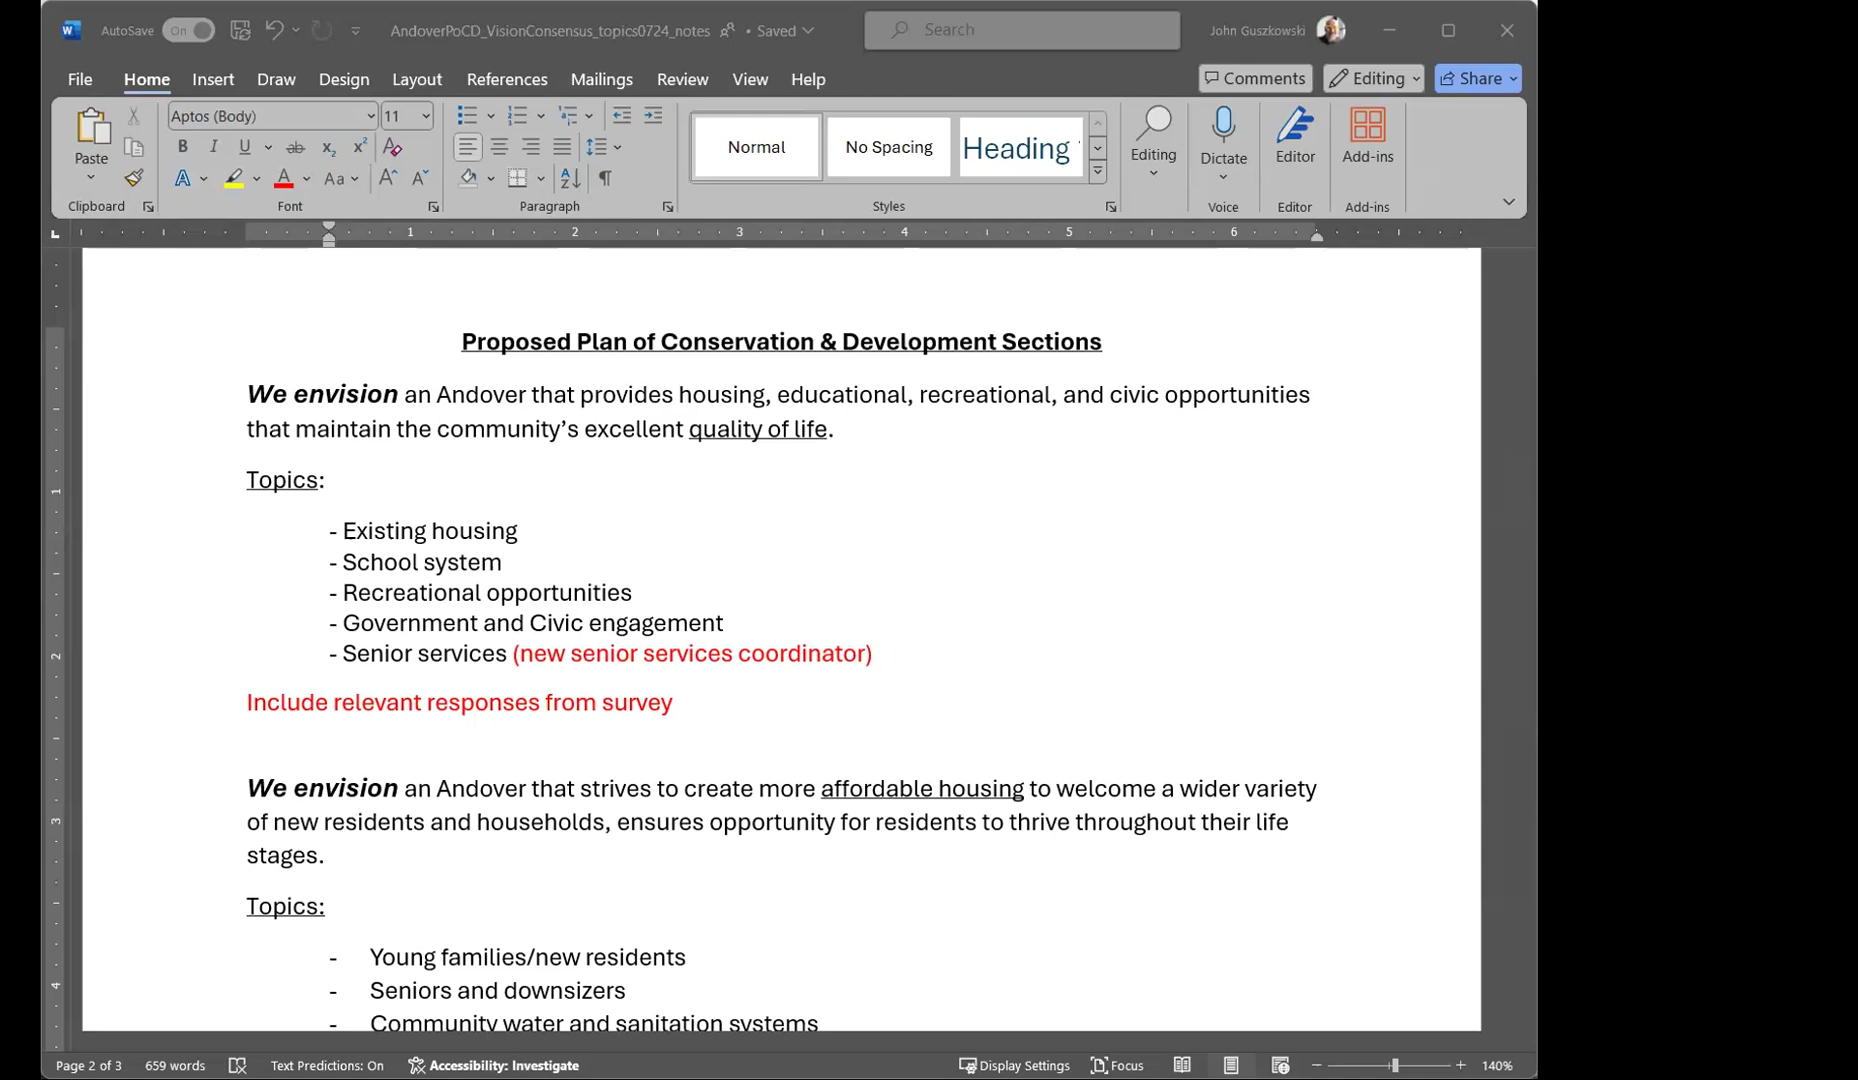 AutoSave On AndoverPoCD_VisionConsensus_topics0724_notes • Saved Search John Guszkowski
File Home Insert Draw Design Layout References Mailings Review View Help Comments Editing Share
Aptos (Body) 11
Paste
Normal No Spacing Heading
Editing Dictate Editor Add-ins
Clipboard Font Paragraph Styles Voice Editor Add-ins
1 2 3 4 5 6
Proposed Plan of Conservation & Development Sections
We envision an Andover that provides housing, educational, recreational, and civic opportunities
that maintain the community’s excellent quality of life.
Topics:
- Existing housing
- School system
- Recreational opportunities
- Government and Civic engagement
- Senior services (new senior services coordinator)
Include relevant responses from survey
We envision an Andover that strives to create more affordable housing to welcome a wider variety
of new residents and households, ensures opportunity for residents to thrive throughout their life
stages.
Topics:
- Young families/new residents
- Seniors and downsizers
- Community water and sanitation systems
Page 2 of 3 659 words Text Predictions: On Accessibility: Investigate Display Settings Focus 140%